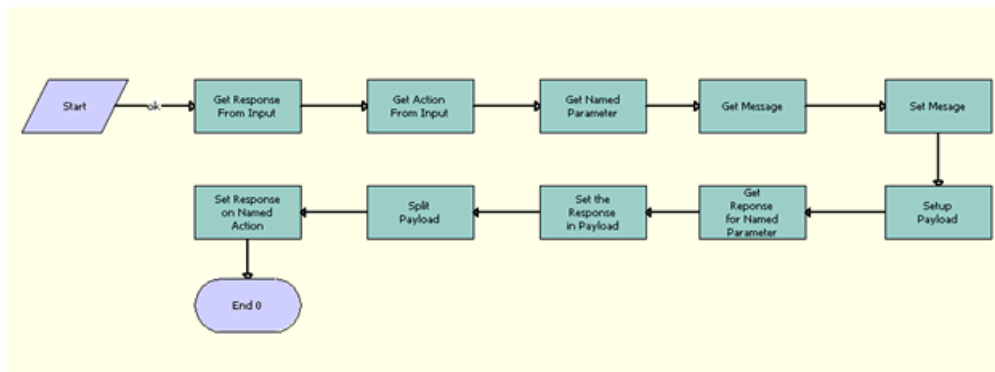 Start
ok
Get Response
From Input
Get Action
From Input
Get Named
Parameter
Get Message
Set Mesage
Setup
Payload
Get
Reponse
for Named
Parameter
Set the
Response
in Payload
Split
Payload
Set Response
on Named
Action
End 0